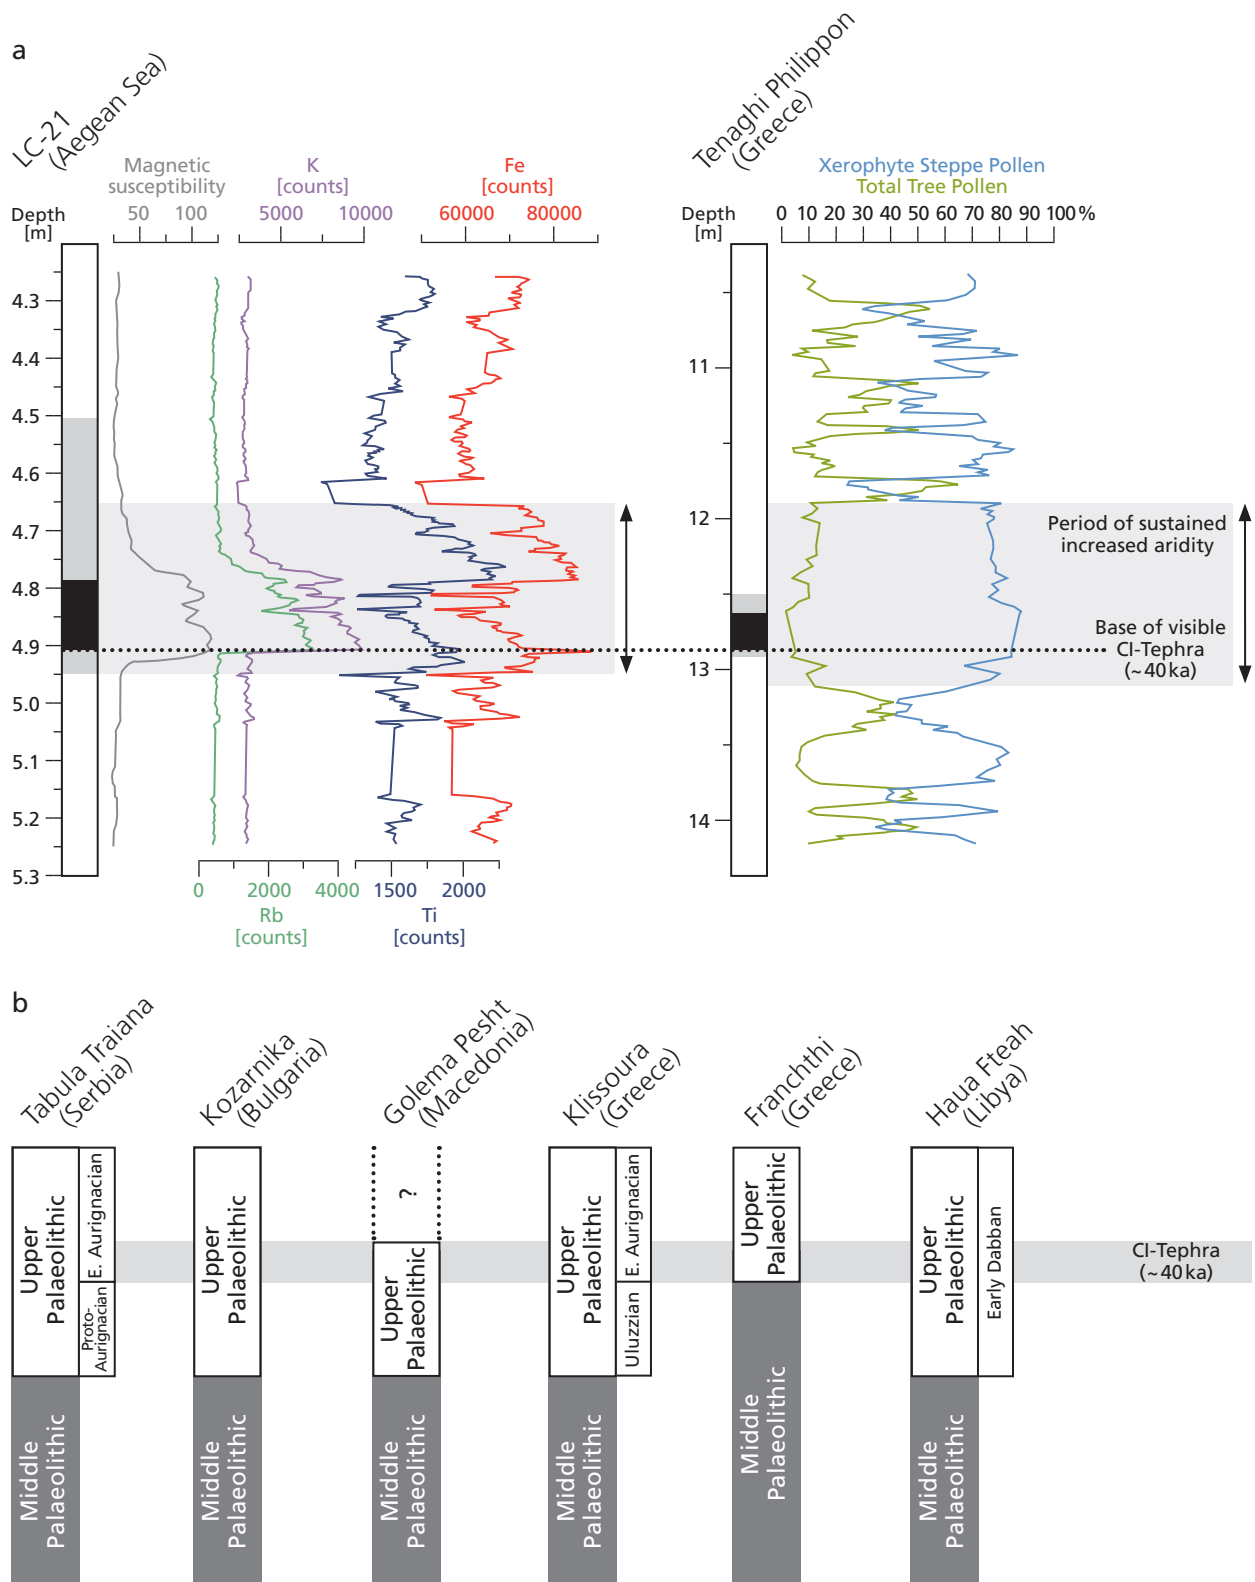 a
LC-21
(Aegean Sea)
Tenaghi Philippon
(Greece)
Magnetic
susceptibility
50 100
K
[counts]
5000 10000
Fe
[counts]
60000 80000
Depth
[m]
4.3
4.4
4.5
4.6
4.7
4.8
4.9
5.0
5.1
5.2
5.3
0 2000 4000
Rb
[counts]
1500 2000
Ti
[counts]
Xerophyte Steppe Pollen
Total Tree Pollen
Depth
[m]
0 10 20 30 40 50 60 70 80 90 100 %
11
12
13
14
Period of sustained
increased aridity
Base of visible
CI-Tephra
(~40 ka)
b
Tabula Traiana
(Serbia)
Kozarnika
(Bulgaria)
Golema Pesht
(Macedonia)
Klissoura
(Greece)
Franchthi
(Greece)
Haua Fteah
(Libya)
Upper
Palaeolithic
E. Aurignacian
Proto-
Aurignacian
Middle
Palaeolithic
Upper
Palaeolithic
Middle
Palaeolithic
?
Upper
Palaeolithic
Middle
Palaeolithic
Upper
Palaeolithic
E. Aurignacian
Uluzzian
Middle
Palaeolithic
Upper
Palaeolithic
Middle
Palaeolithic
Upper
Palaeolithic
Early Dabban
Middle
Palaeolithic
CI-Tephra
(~40 ka)